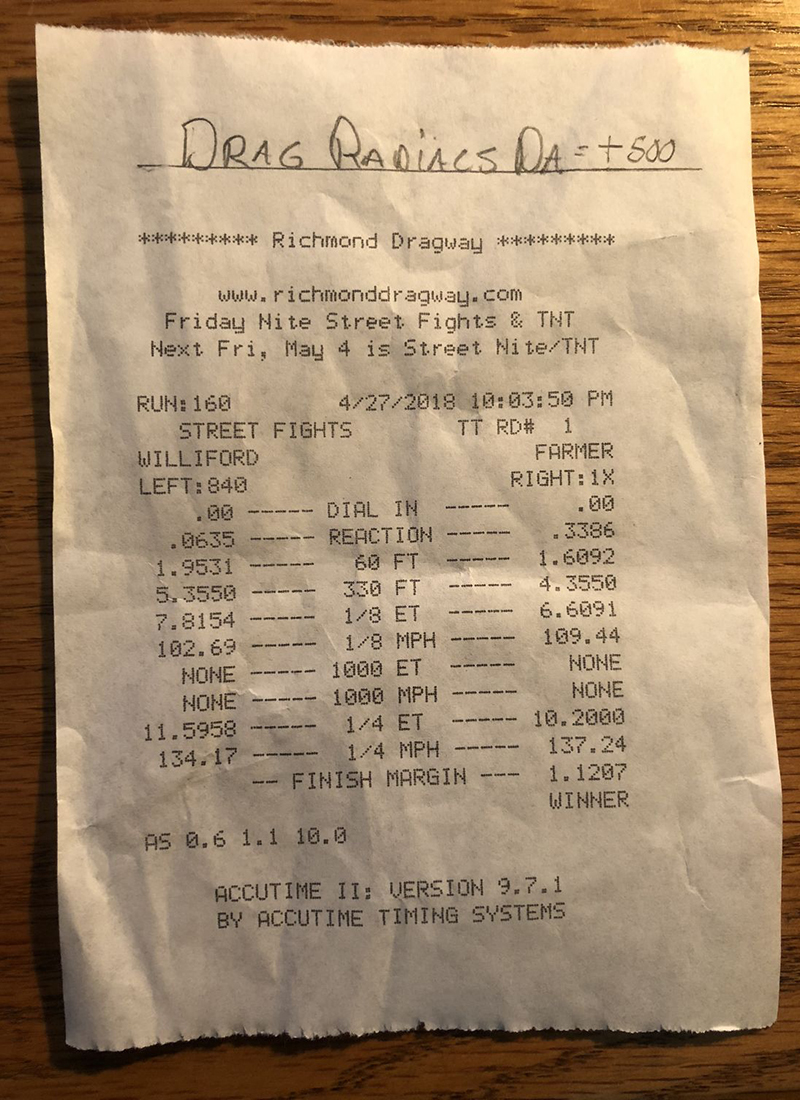 DRAG RADIALS DA = +500
********* Richmond Dragway *********
www.richmonddragway.com
Friday Nite Street Fights & TNT
Next Fri, May 4 is Street Nite/TNT
RUN:160 4/27/2018 10:03:50 PM
STREET FIGHTS TT RD# 1
WILLIFORD FARMER
LEFT:840 RIGHT:1X
.00 ----- DIAL IN ----- .00
.0635 ----- REACTION ----- .3386
1.9531 ----- 60 FT ----- 1.6092
5.3550 ----- 330 FT ----- 4.3550
7.8154 ----- 1/8 ET ----- 6.6091
102.69 ----- 1/8 MPH ----- 109.44
NONE ----- 1000 ET ----- NONE
NONE ----- 1000 MPH ----- NONE
11.5958 ----- 1/4 ET ----- 10.2000
134.17 ----- 1/4 MPH ----- 137.24
-- FINISH MARGIN --- 1.1207
WINNER
AS 0.6 1.1 10.0
ACCUTIME II: VERSION 9.7.1
BY ACCUTIME TIMING SYSTEMS